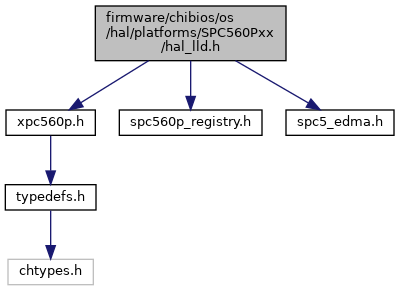 firmware/chibios/os
/hal/platforms/SPC560Pxx
/hal_lld.h
xpc560p.h
spc560p_registry.h
spc5_edma.h
typedefs.h
chtypes.h